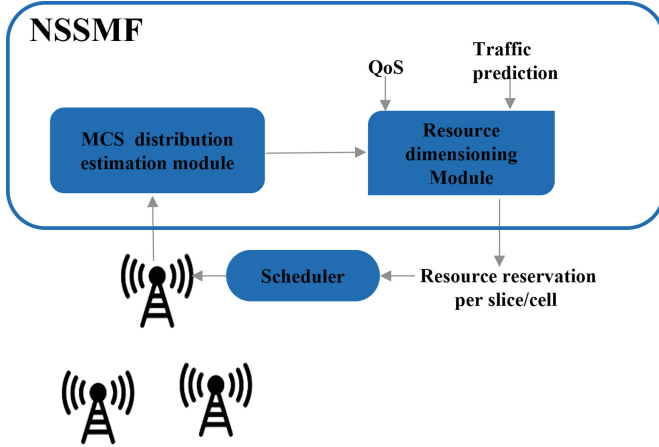 NSSMF
QoS
Traffic
prediction
MCS distribution
estimation module
Resource
dimensioning
Module
Scheduler
Resource reservation
per slice/cell